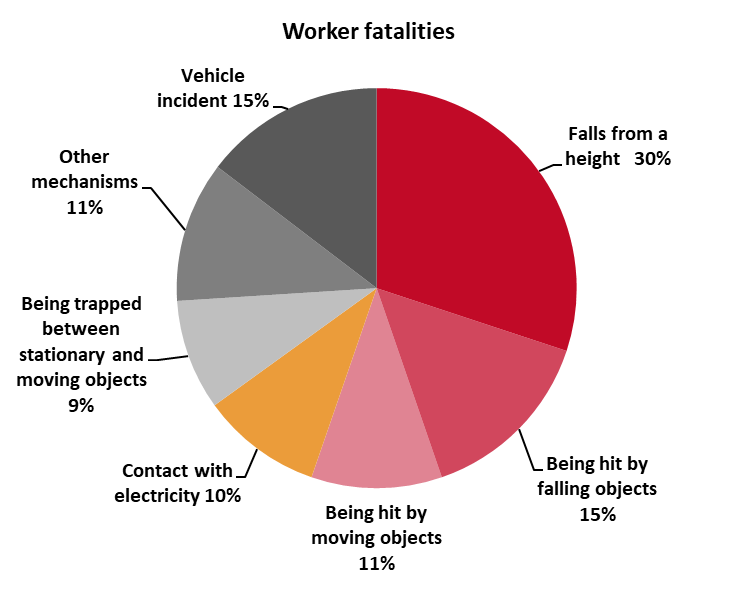 Worker fatalities
Vehicle
incident 15%
Falls from a
height 30%
Other
mechanisms
11%
Being trapped
between
stationary and
moving objects
9%
Contact with
electricity 10%
Being hit by
moving objects
11%
Being hit by
falling objects
15%